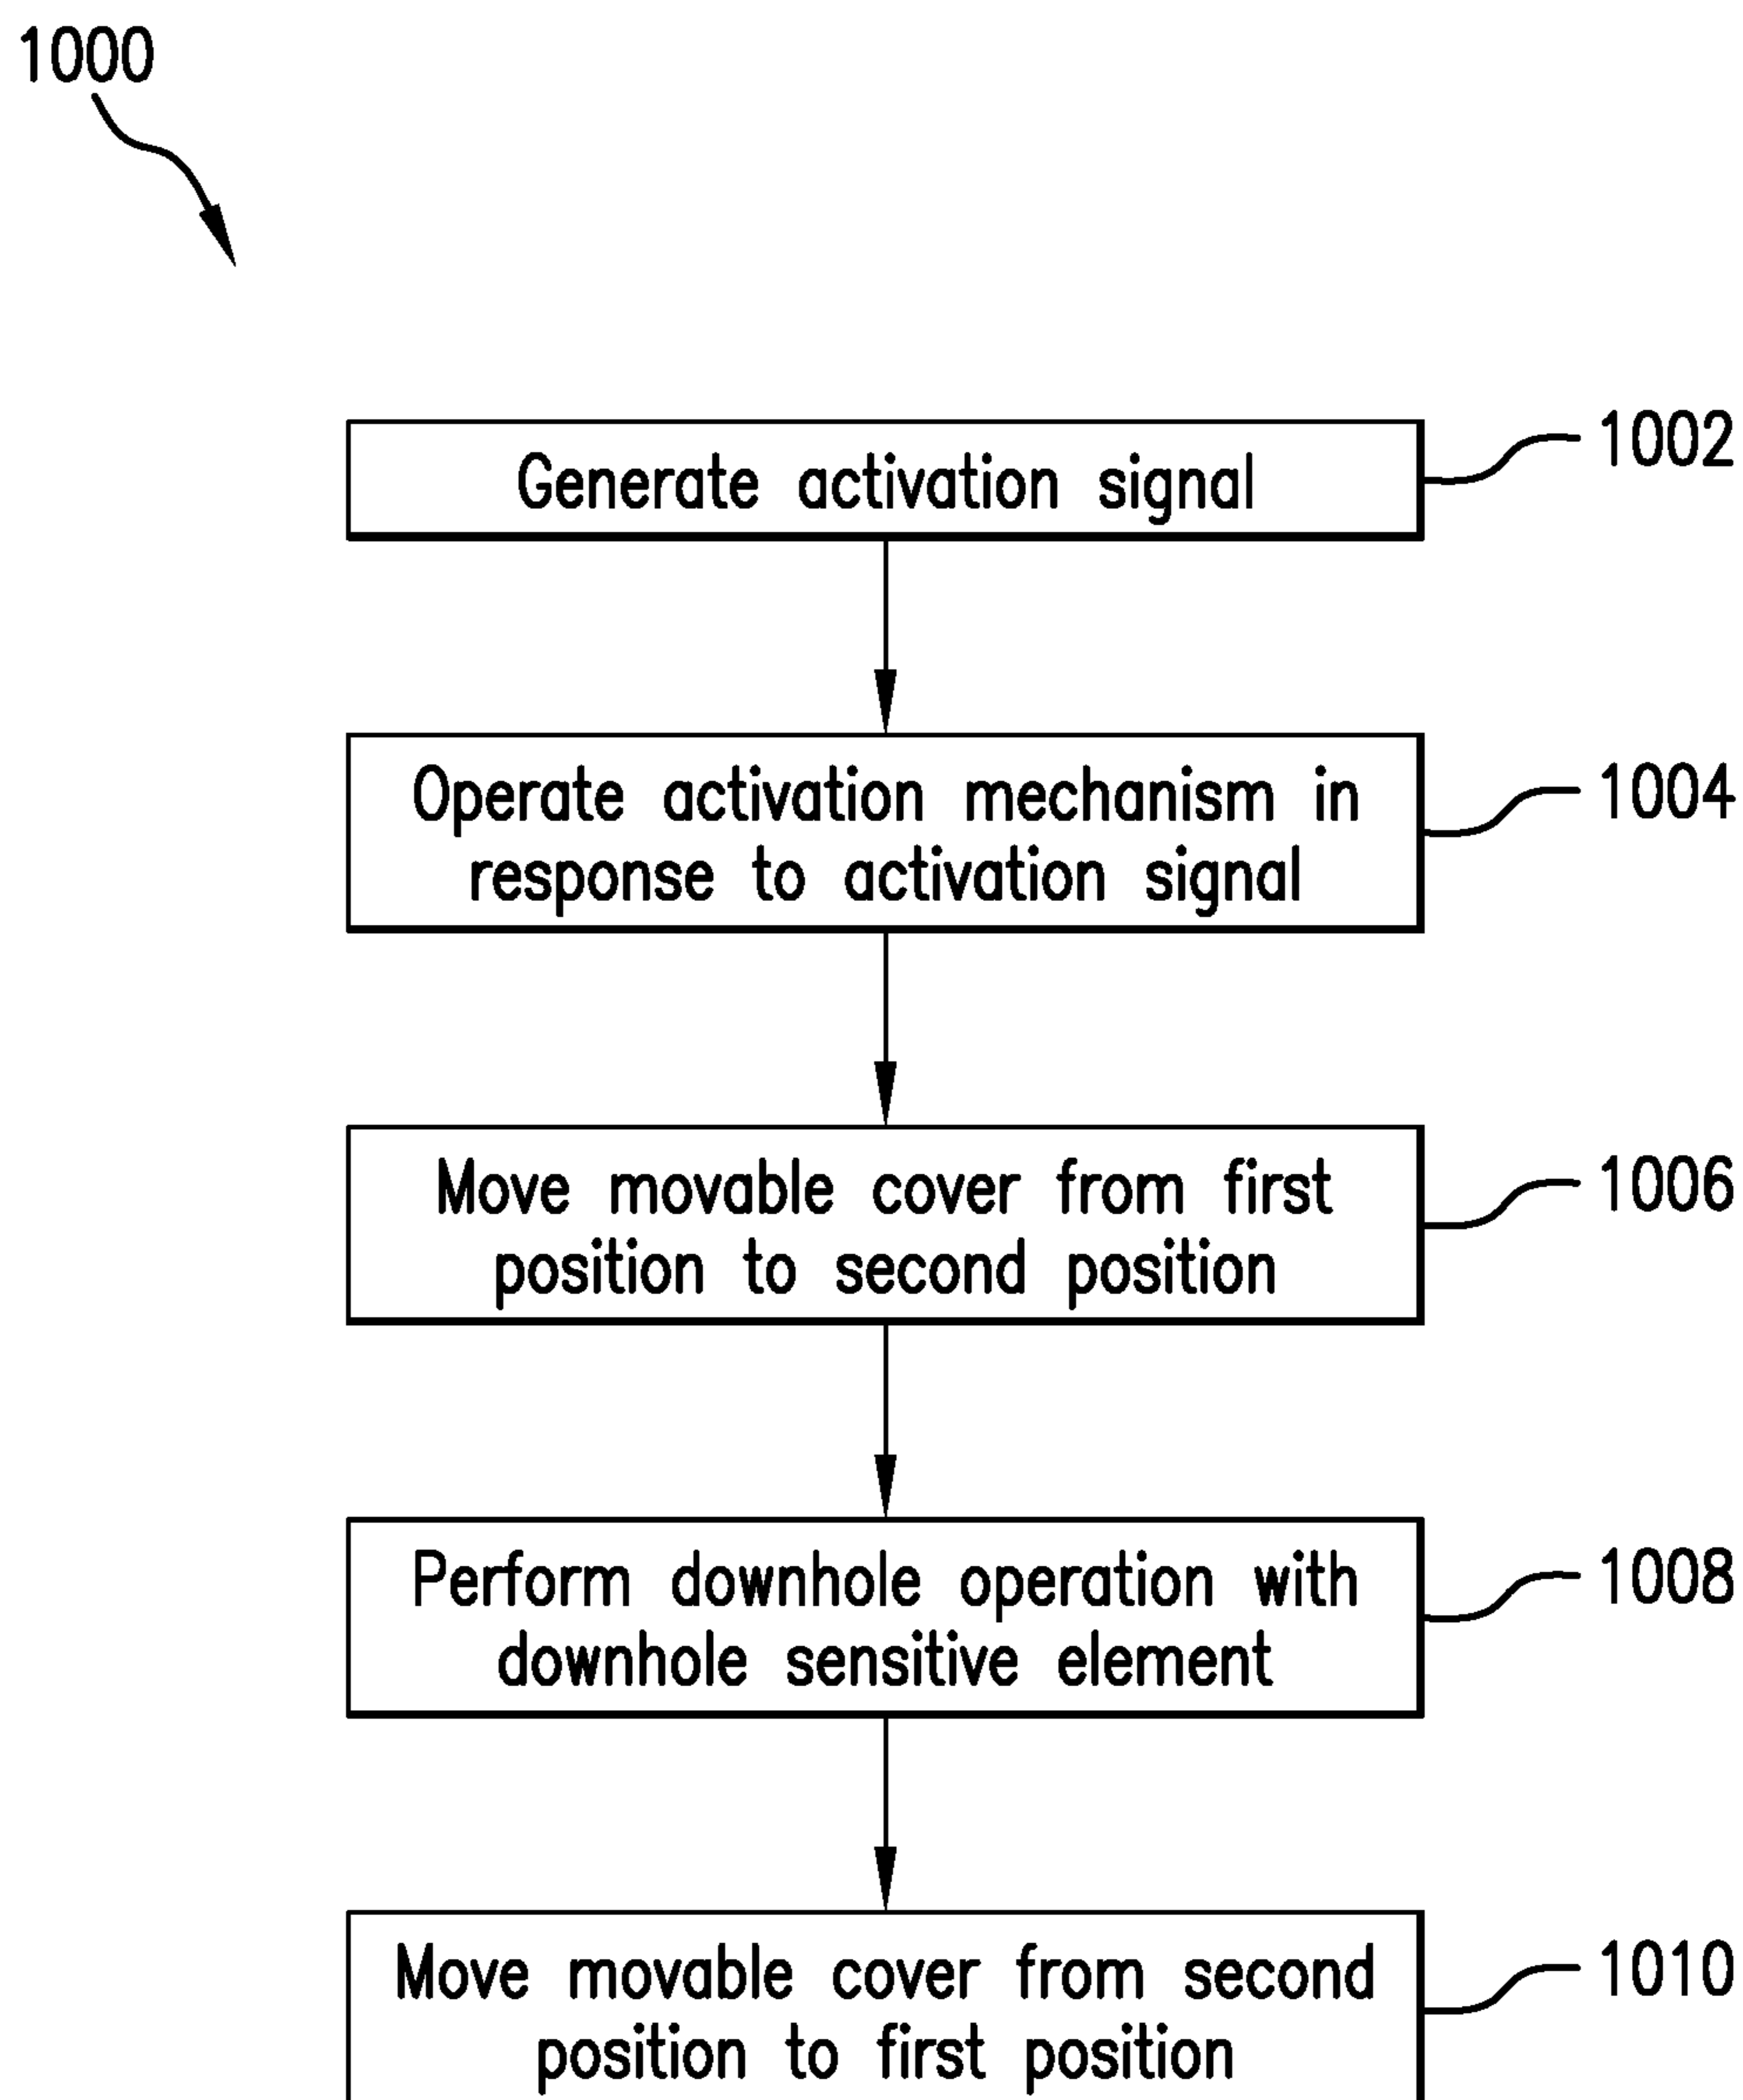 1000
Generate activation signal
1002
Operate activation mechanism in
response to activation signal
1004
Move movable cover from first
position to second position
1006
Perform downhole operation with
downhole sensitive element
1008
Move movable cover from second
position to first position
1010